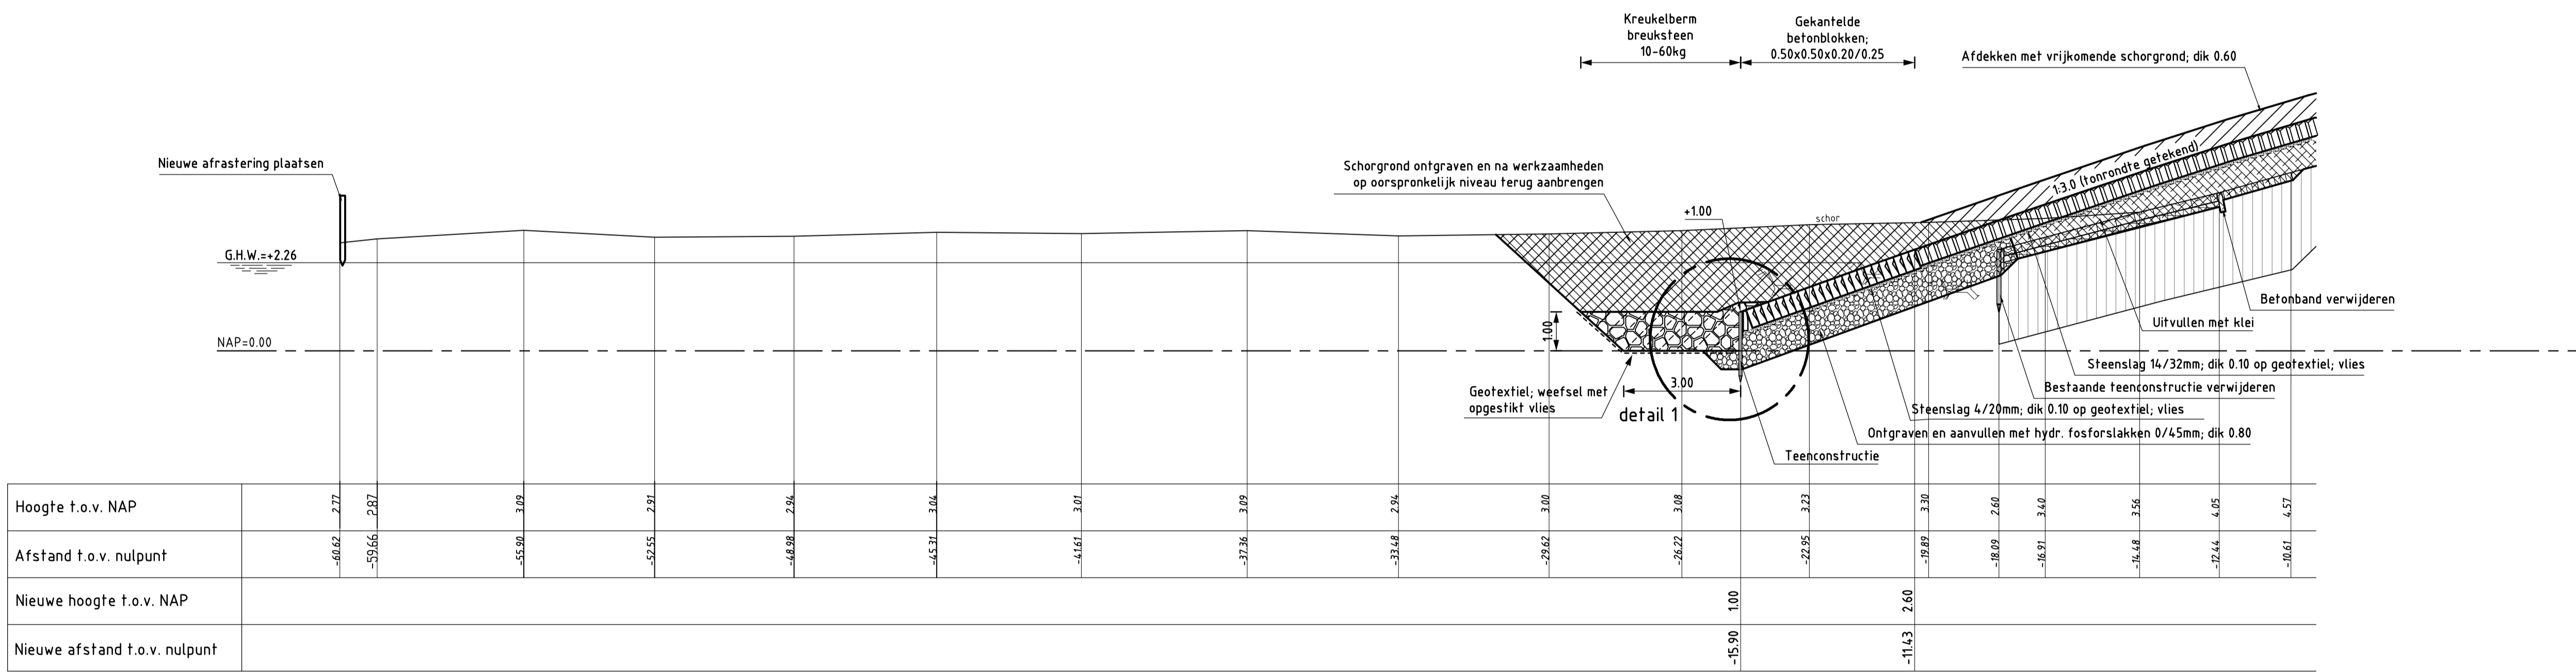 Kreukelberm
breuksteen
10-60kg
Gekantelde
betonblokken;
0.50x0.50x0.20/0.25
Afdekken met vrijkomende schorgrond; dik 0.60
Nieuwe afrastering plaatsen
Schorgrond ontgraven en na werkzaamheden
op oorspronkelijk niveau terug aanbrengen
1:3.0 (tonrondte getekend)
+1.00
schor
G.H.W.=+2.26
NAP=0.00
1.00
3.00
Geotextiel; weefsel met
opgestikt vlies
detail 1
Betonband verwijderen
Uitvullen met klei
Steenslag 14/32mm; dik 0.10 op geotextiel; vlies
Bestaande teenconstructie verwijderen
Steenslag 4/20mm; dik 0.10 op geotextiel; vlies
Ontgraven en aanvullen met hydr. fosforslakken 0/45mm; dik 0.80
Teenconstructie
Hoogte t.o.v. NAP 2.77 2.87 3.09 2.91 2.94 3.04 3.01 3.09 2.94 3.00 3.08 3.23 3.30 2.60 3.40 3.56 4.05 4.57
Afstand t.o.v. nulpunt -60.62 -59.66 -55.90 -52.55 -48.98 -45.31 -41.61 -37.36 -33.48 -29.62 -26.22 -22.95 -19.89 -18.09 -16.91 -14.48 -12.44 -10.61
Nieuwe hoogte t.o.v. NAP 1.00 2.60
Nieuwe afstand t.o.v. nulpunt -15.90 -11.43